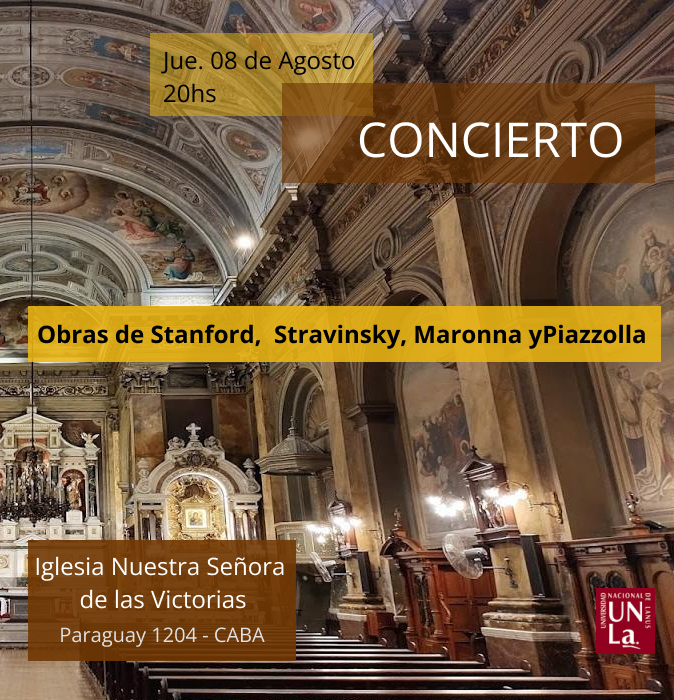 Jue. 08 de Agosto
20hs
CONCIERTO
Obras de Stanford,  Stravinsky, Maronna yPiazzolla
Iglesia Nuestra Señora
de las Victorias
Paraguay 1204 - CABA
UNIVERSIDAD
NACIONAL
DE LANUS
UN
La.